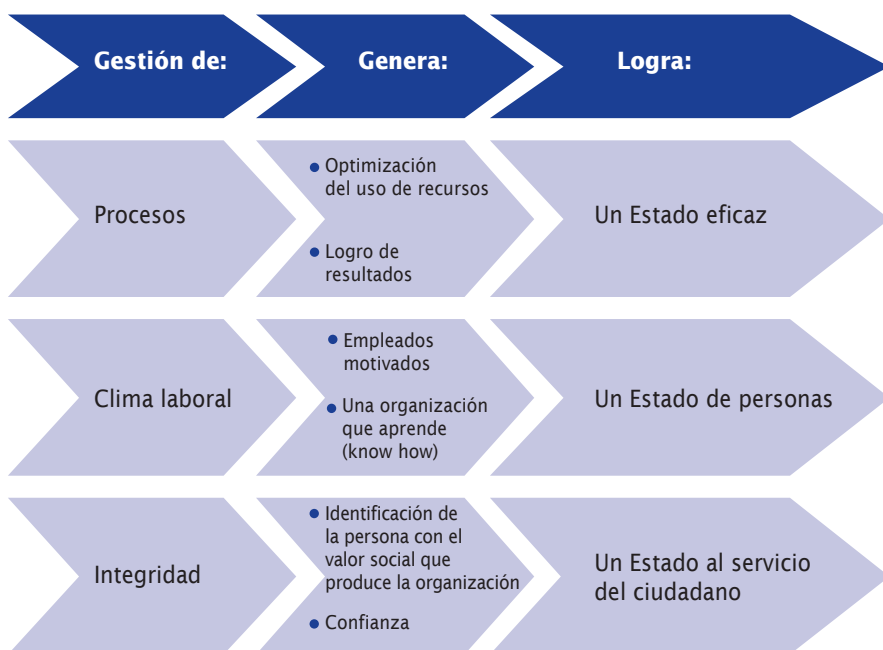 Gestión de:
Genera:
Logra:
Procesos
• Optimización
del uso de recursos
• Logro de
resultados
Un Estado eficaz
Clima laboral
• Empleados
motivados
• Una organización
que aprende
(know how)
Un Estado de personas
Integridad
• Identificación de
la persona con el
valor social que
produce la organización
• Confianza
Un Estado al servicio
del ciudadano